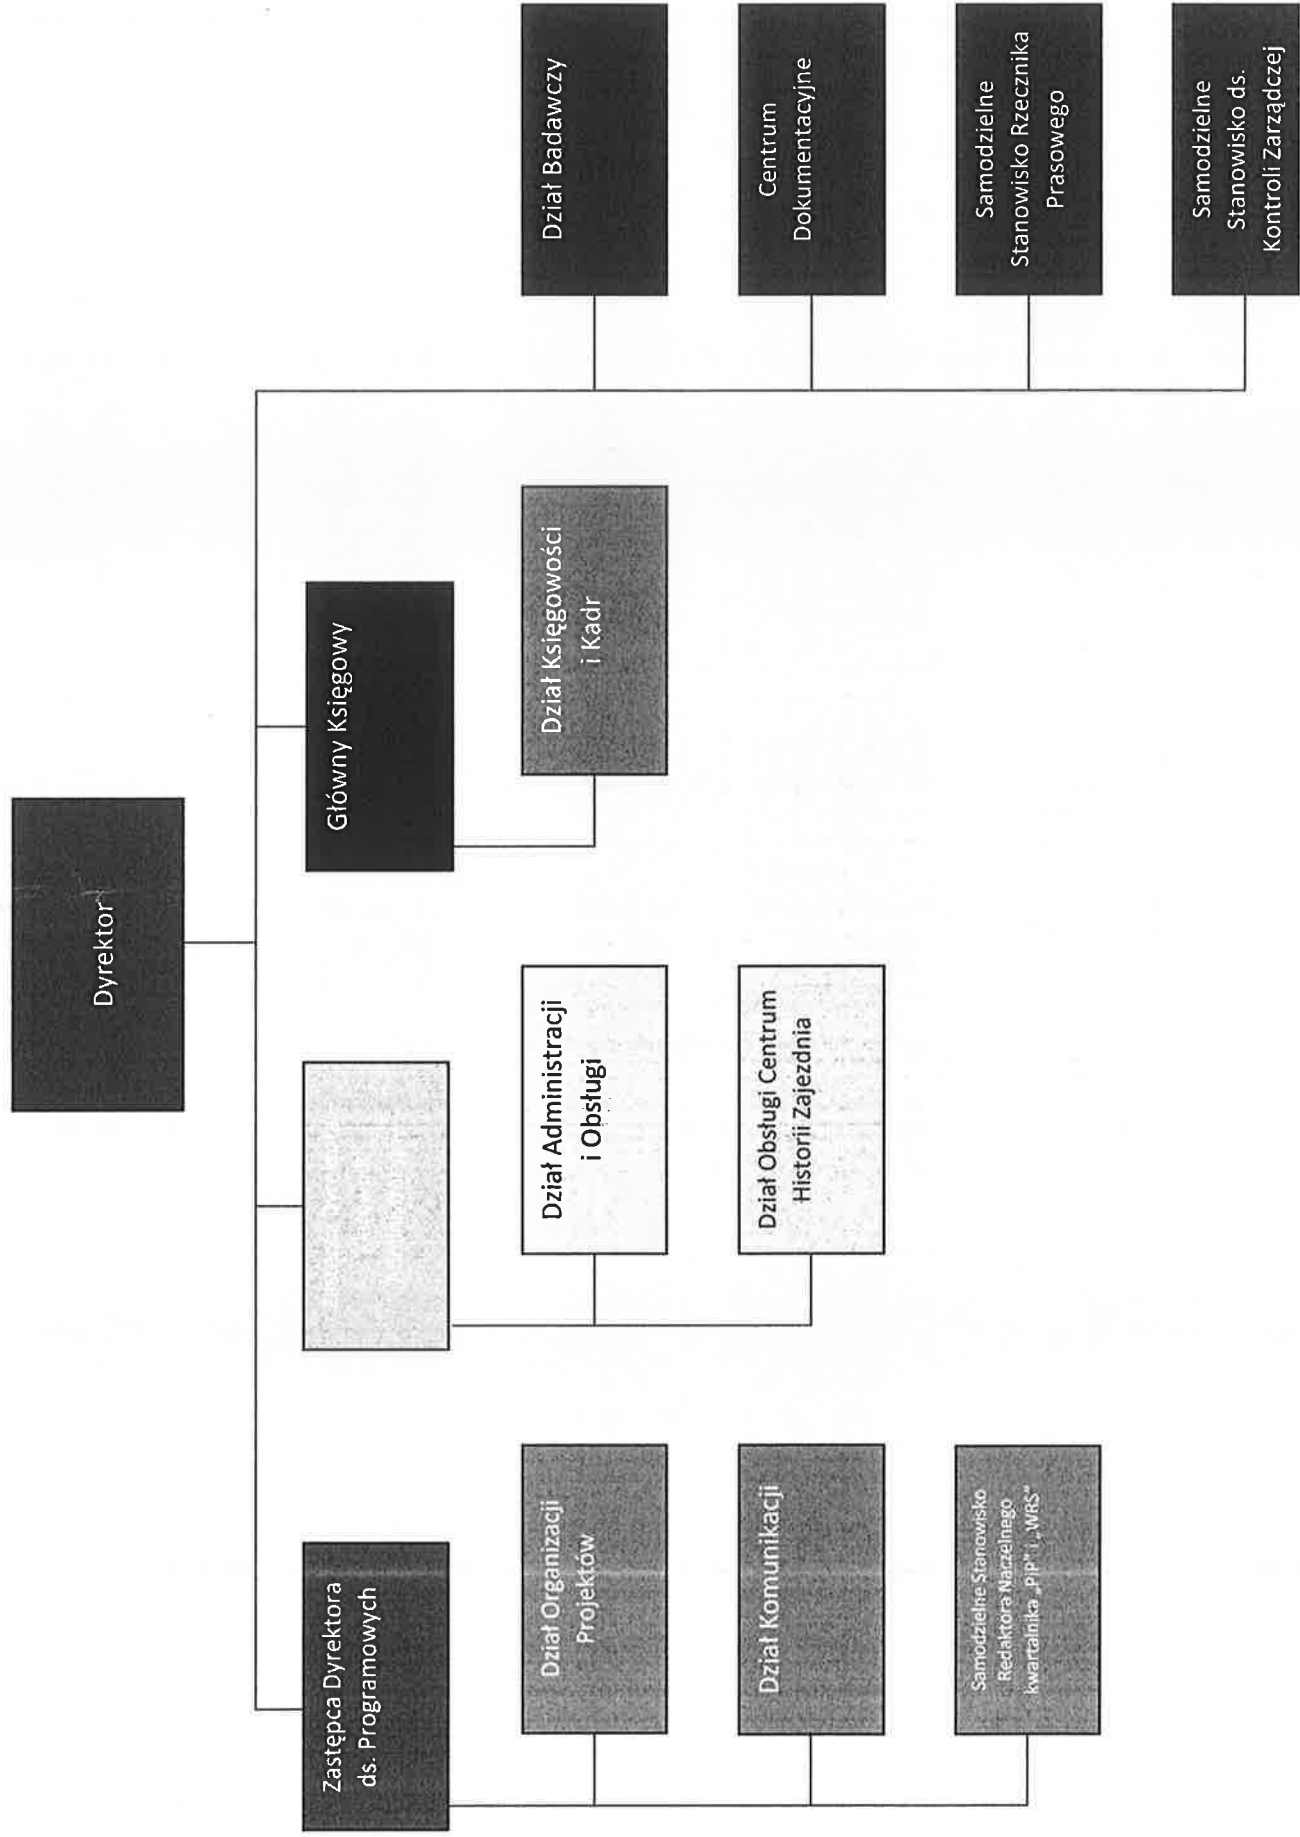 Dyrektor
Zastępca Dyrektora
ds. Programowych
Główny Księgowy
Dział Organizacji
Projektów
Dział Komunikacji
Samodzielne Stanowisko
Redaktora Naczelnego
kwartalnika „PiP" i „WRS"
Dział Administracji
i Obsługi
Dział Obsługi Centrum
Historii Zajezdnia
Dział Księgowości
i Kadr
Dział Badawczy
Centrum
Dokumentacyjne
Samodzielne
Stanowisko Rzecznika
Prasowego
Samodzielne
Stanowisko ds.
Kontroli Zarządczej